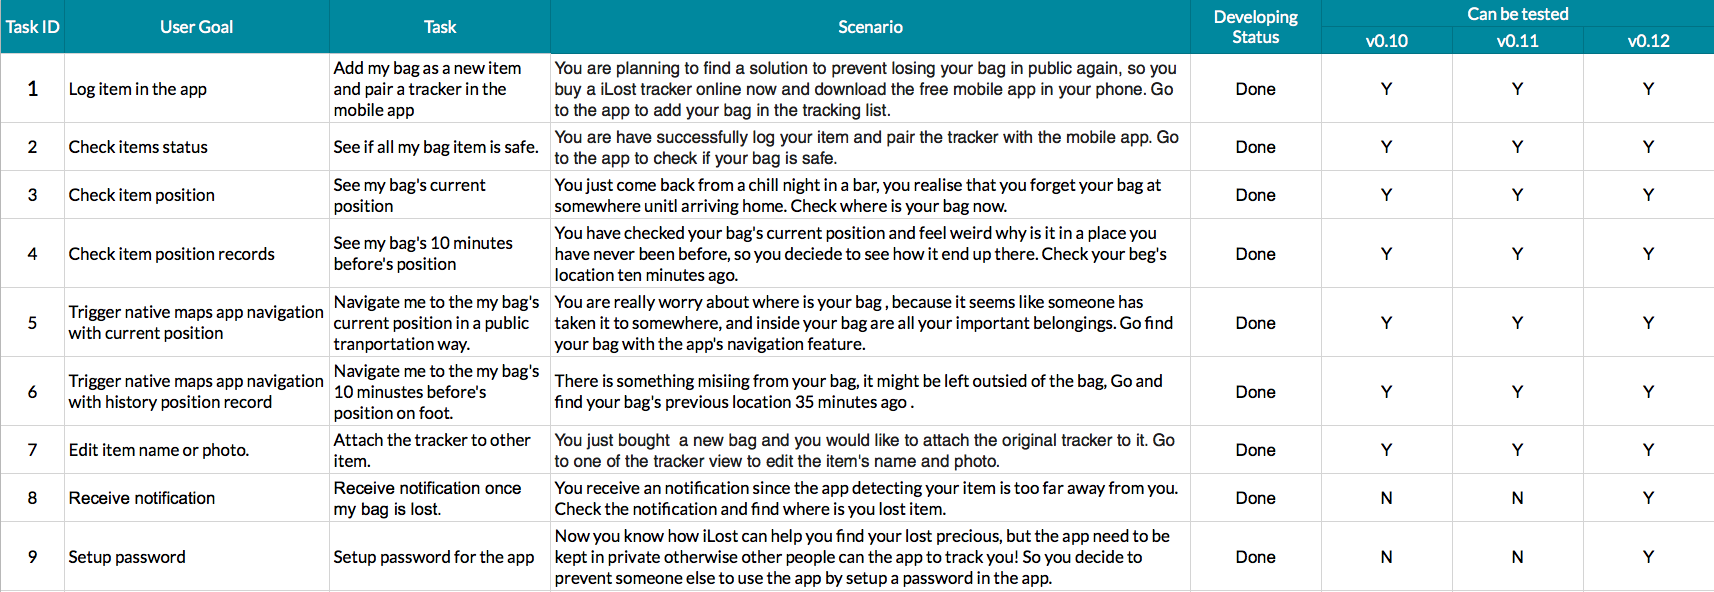 Task ID
User Goal
Task
Scenario
Developing
Status
Can be tested
v0.10
v0.11
v0.12
1
Log item in the app
Add my bag as a new item
and pair a tracker in the
mobile app
You are planning to find a solution to prevent losing your bag in public again, so you
buy a iLost tracker online now and download the free mobile app in your phone. Go
to the app to add your bag in the tracking list.
Done
Y
Y
Y
2
Check items status
See if all my bag item is safe.
You are have successfully log your item and pair the tracker with the mobile app. Go
to the app to check if your bag is safe.
Done
Y
Y
Y
3
Check item position
See my bag's current
position
You just come back from a chill night in a bar, you realise that you forget your bag at
somewhere unitl arriving home. Check where is your bag now.
Done
Y
Y
Y
4
Check item position records
See my bag's 10 minutes
before's position
You have checked your bag's current position and feel weird why is it in a place you
have never been before, so you deciede to see how it end up there. Check your beg's
location ten minutes ago.
Done
Y
Y
Y
5
Trigger native maps app navigation
with current position
Navigate me to the my bag's
current position in a public
tranportation way.
You are really worry about where is your bag , because it seems like someone has
taken it to somewhere, and inside your bag are all your important belongings. Go find
your bag with the app's navigation feature.
Done
Y
Y
Y
6
Trigger native maps app navigation
with history position record
Navigate me to the my bag's
10 minustes before's
position on foot.
There is something misiing from your bag, it might be left outsied of the bag, Go and
find your bag's previous location 35 minutes ago .
Done
Y
Y
Y
7
Edit item name or photo.
Attach the tracker to other
item.
You just bought  a new bag and you would like to attach the original tracker to it. Go
to one of the tracker view to edit the item's name and photo.
Done
Y
Y
Y
8
Receive notification
Receive notification once
my bag is lost.
You receive an notification since the app detecting your item is too far away from you.
Check the notification and find where is you lost item.
Done
N
N
Y
9
Setup password
Setup password for the app
Now you know how iLost can help you find your lost precious, but the app need to be
kept in private otherwise other people can the app to track you! So you decide to
prevent someone else to use the app by setup a password in the app.
Done
N
N
Y